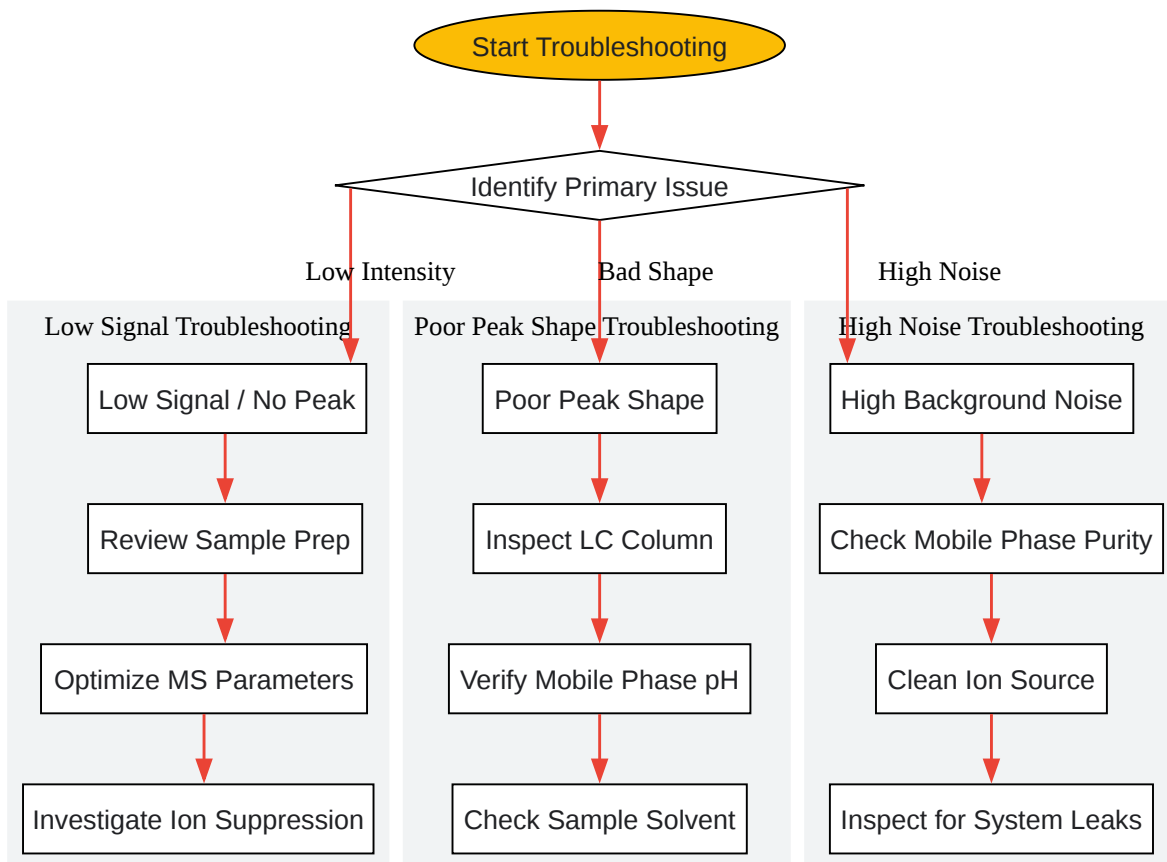 Start Troubleshooting
Identify Primary Issue
Low Intensity
Bad Shape
High Noise
Low Signal Troubleshooting
Poor Peak Shape Troubleshooting
High Noise Troubleshooting
Low Signal / No Peak
Poor Peak Shape
High Background Noise
Review Sample Prep
Inspect LC Column
Check Mobile Phase Purity
Optimize MS Parameters
Verify Mobile Phase pH
Clean Ion Source
Investigate Ion Suppression
Check Sample Solvent
Inspect for System Leaks